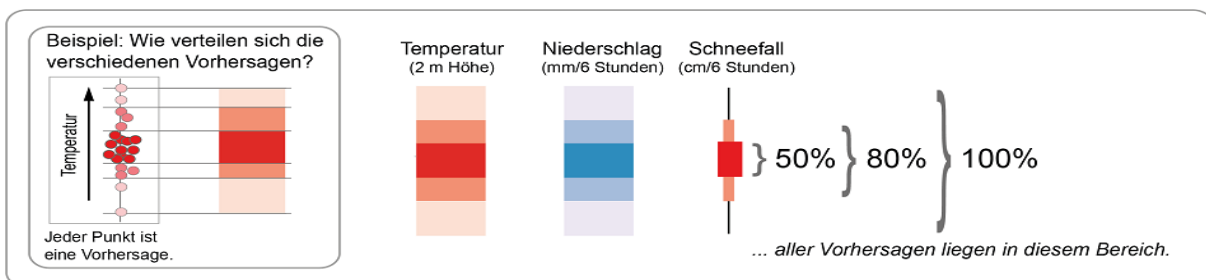 Beispiel: Wie verteilen sich die
verschiedenen Vorhersagen?
Temperatur
Jeder Punkt ist
eine Vorhersage.
Temperatur
(2 m Höhe)
Niederschlag
(mm/6 Stunden)
Schneefall
(cm/6 Stunden)
50%
80%
100%
... aller Vorhersagen liegen in diesem Bereich.